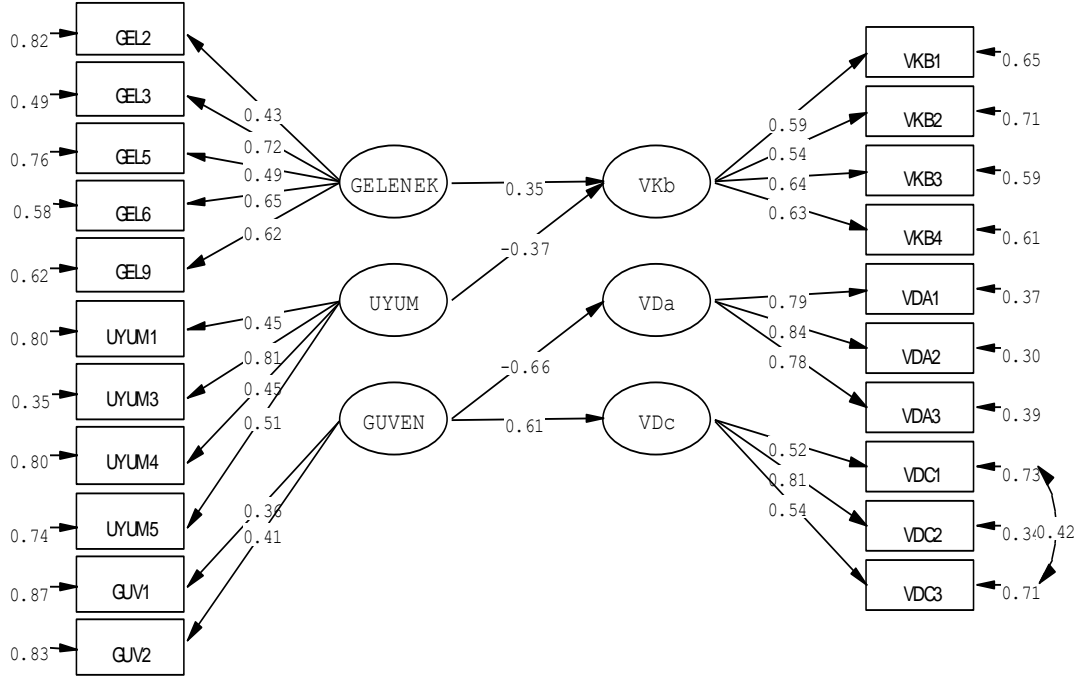 0.82 GEL2
0.49 GEL3
0.76 GEL5
0.58 GEL6
0.62 GEL9
0.80 UYUM1
0.35 UYUM3
0.80 UYUM4
0.74 UYUM5
0.87 GUV1
0.83 GUV2
0.43
0.72
0.49
0.65
0.62
0.45
0.81
0.45
0.51
0.36
0.41
GELENEK
UYUM
GUVEN
0.35
-0.37
-0.66
0.61
VKb
VDa
VDc
0.59
0.54
0.64
0.63
0.79
0.84
0.78
0.52
0.81
0.54
VKB1 0.65
VKB2 0.71
VKB3 0.59
VKB4 0.61
VDA1 0.37
VDA2 0.30
VDA3 0.39
VDC1 0.73
VDC2 0.34 0.42
VDC3 0.71